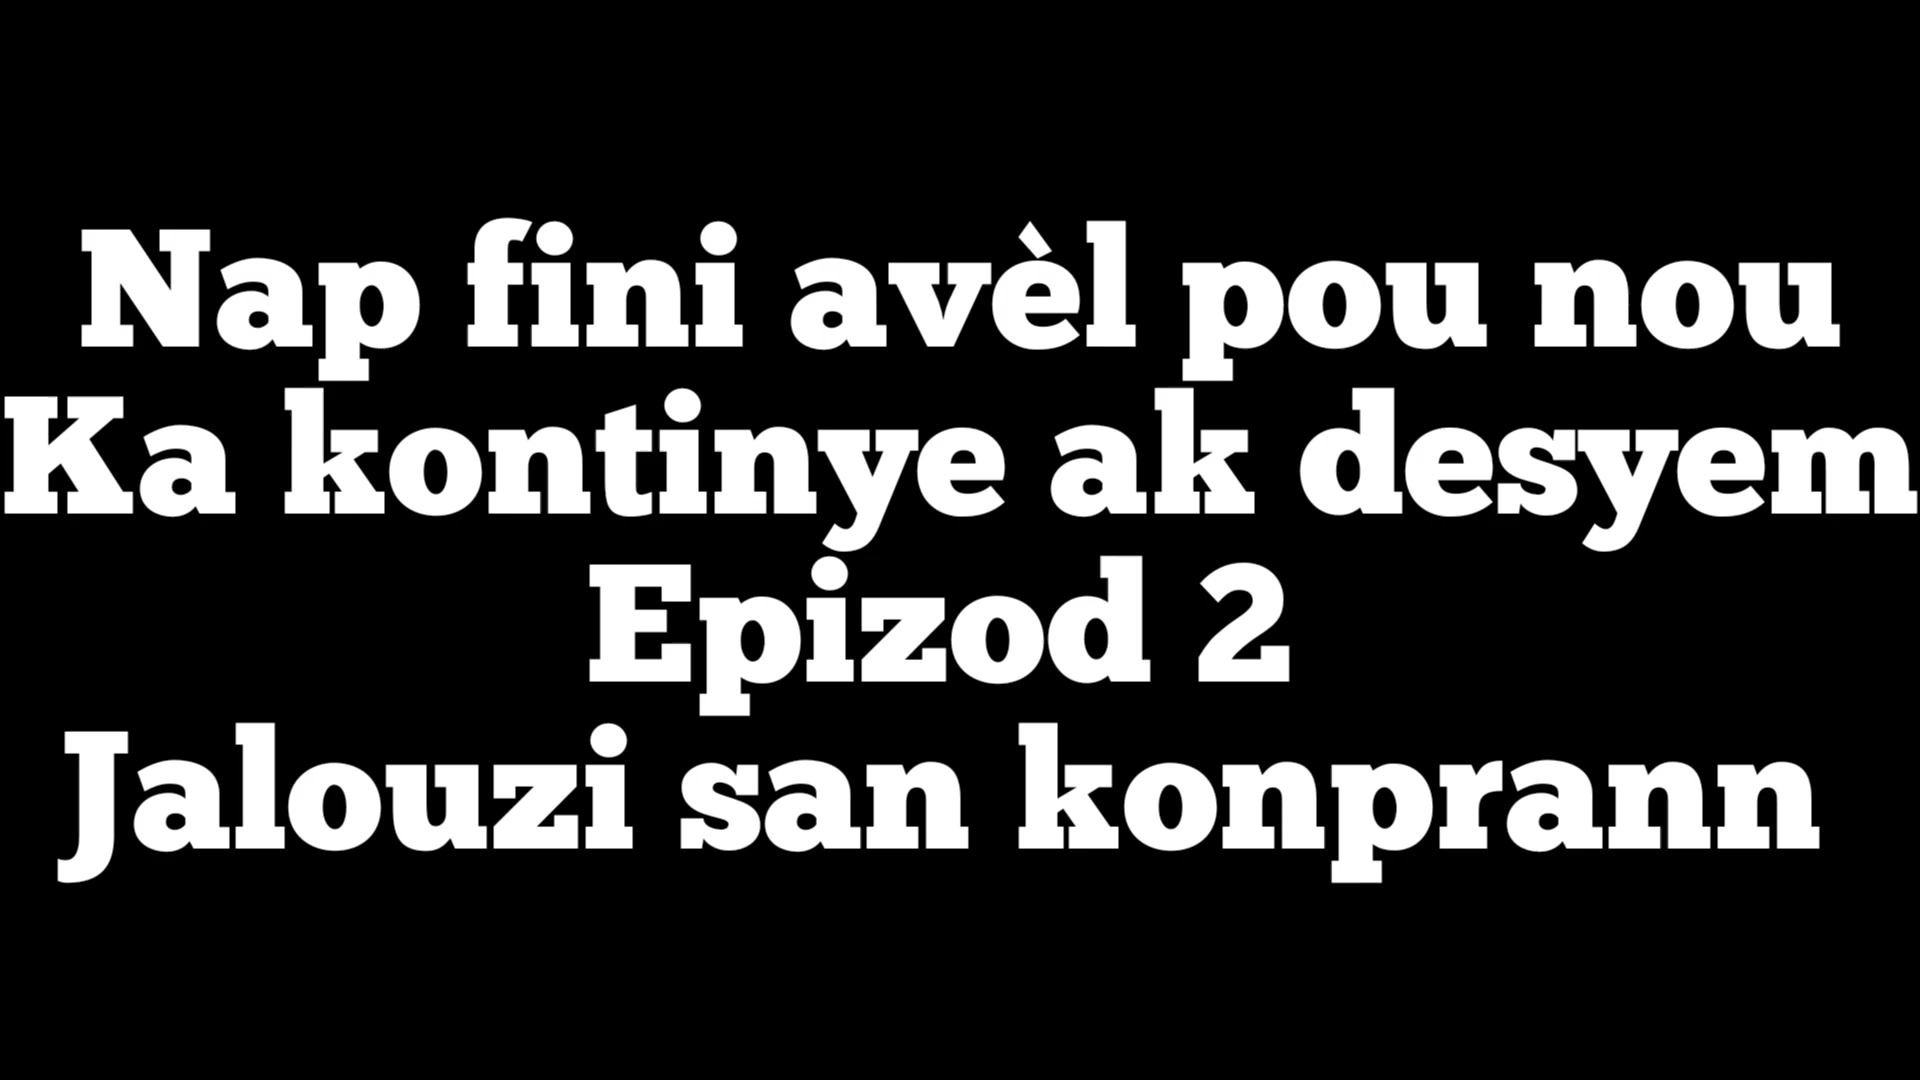 Nap fini avèl pou nou
Ka kontinye ak desyem
Epizod 2
Jalouzi san konprann